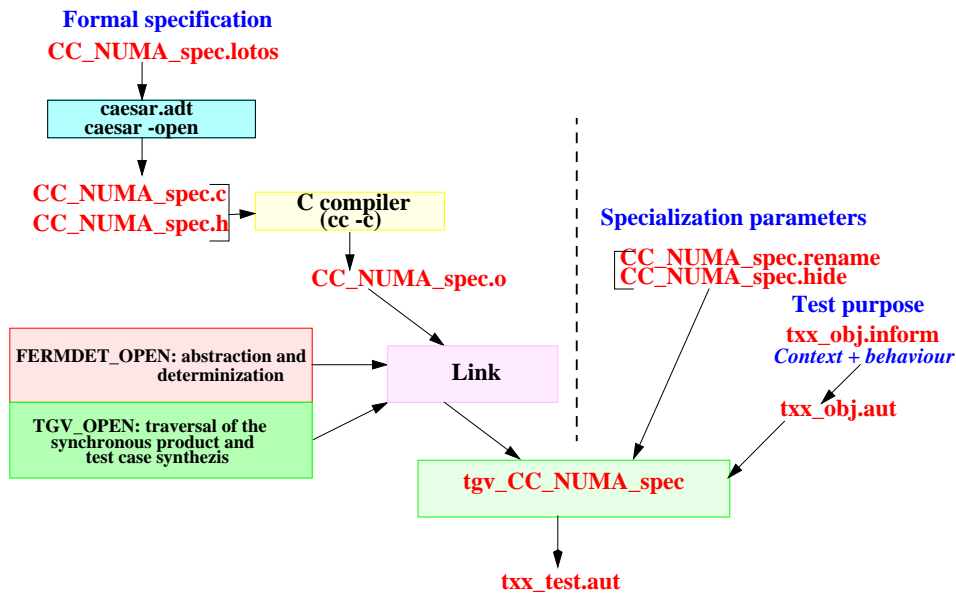 Formal specification
CC_NUMA_spec.lotos
caesar.adt
caesar -open
CC_NUMA_spec.c
CC_NUMA_spec.h
C compiler
(cc -c)
CC_NUMA_spec.o
FERMDET_OPEN: abstraction and
determinization
TGV_OPEN: traversal of the
synchronous product and
test case synthezis
Link
Specialization parameters
CC_NUMA_spec.rename
CC_NUMA_spec.hide
Test purpose
txx_obj.inform
Context + behaviour
txx_obj.aut
tgv_CC_NUMA_spec
txx_test.aut